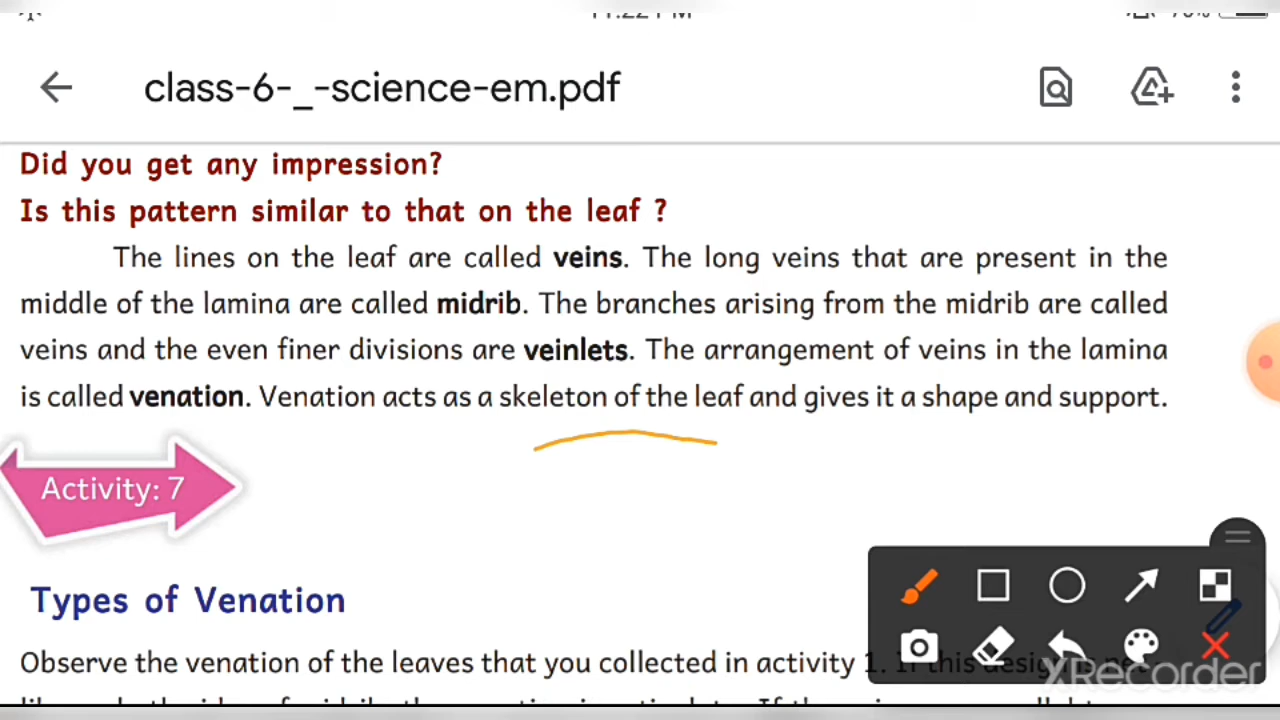 class-6-_-science-em.pdf
Did you get any impression?
Is this pattern similar to that on the leaf ?
The lines on the leaf are called veins. The long veins that are present in the
middle of the lamina are called midrib. The branches arising from the midrib are called
veins and the even finer divisions are veinlets. The arrangement of veins in the lamina
is called venation. Venation acts as a skeleton of the leaf and gives it a shape and support.
Activity: 7
Types of Venation
Observe the venation of the leaves that you collected in activity 1. If this design
XRecorder